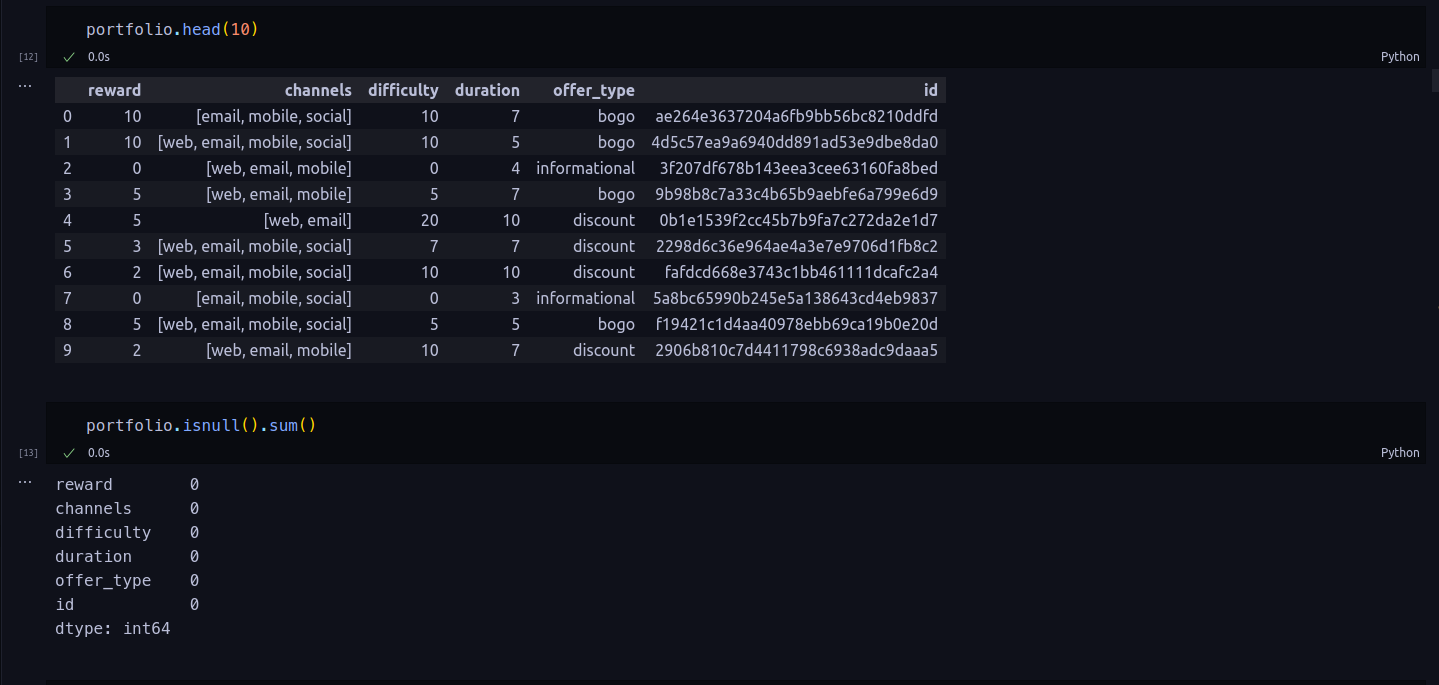 portfolio.head(10)
[12] ✓ 0.0s Python
...
reward channels difficulty duration offer_type id
0 10 [email, mobile, social] 10 7 bogo ae264e3637204a6fb9bb56bc8210ddfd
1 10 [web, email, mobile, social] 10 5 bogo 4d5c57ea9a6940dd891ad53e9dbe8da0
2 0 [web, email, mobile] 0 4 informational 3f207df678b143eea3cee63160fa8bed
3 5 [web, email, mobile] 5 7 bogo 9b98b8c7a33c4b65b9aebfe6a799e6d9
4 5 [web, email] 20 10 discount 0b1e1539f2cc45b7b9fa7c272da2e1d7
5 3 [web, email, mobile, social] 7 7 discount 2298d6c36e964ae4a3e7e9706d1fb8c2
6 2 [web, email, mobile, social] 10 10 discount fafdcd668e3743c1bb461111dcafc2a4
7 0 [email, mobile, social] 0 3 informational 5a8bc65990b245e5a138643cd4eb9837
8 5 [web, email, mobile, social] 5 5 bogo f19421c1d4aa40978ebb69ca19b0e20d
9 2 [web, email, mobile] 10 7 discount 2906b810c7d4411798c6938adc9daaa5
portfolio.isnull().sum()
[13] ✓ 0.0s Python
...
reward 0
channels 0
difficulty 0
duration 0
offer_type 0
id 0
dtype: int64